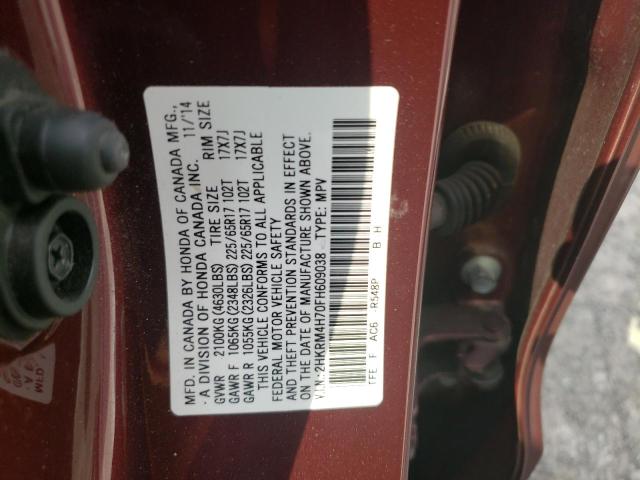 MFD. IN CANADA BY HONDA OF CANADA MFG.,
A DIVISION OF HONDA CANADA INC. 11/'14
GVWR 2100KG(4630LBS) TIRE SIZE RIM SIZE
GAWR F 1065KG(2348LBS) 225/65R17 102T 17X7J
GAWR R 1055KG(2326LBS) 225/65R17 102T 17X7J
THIS VEHICLE CONFORMS TO ALL APPLICABLE
FEDERAL MOTOR VEHICLE SAFETY
AND THEFT PREVENTION STANDARDS IN EFFECT
ON THE DATE OF MANUFACTURE SHOWN ABOVE.
V.I.N.:2HKRM4H70FH609038 TYPE: MPV
TFE F AC6 R548P B H